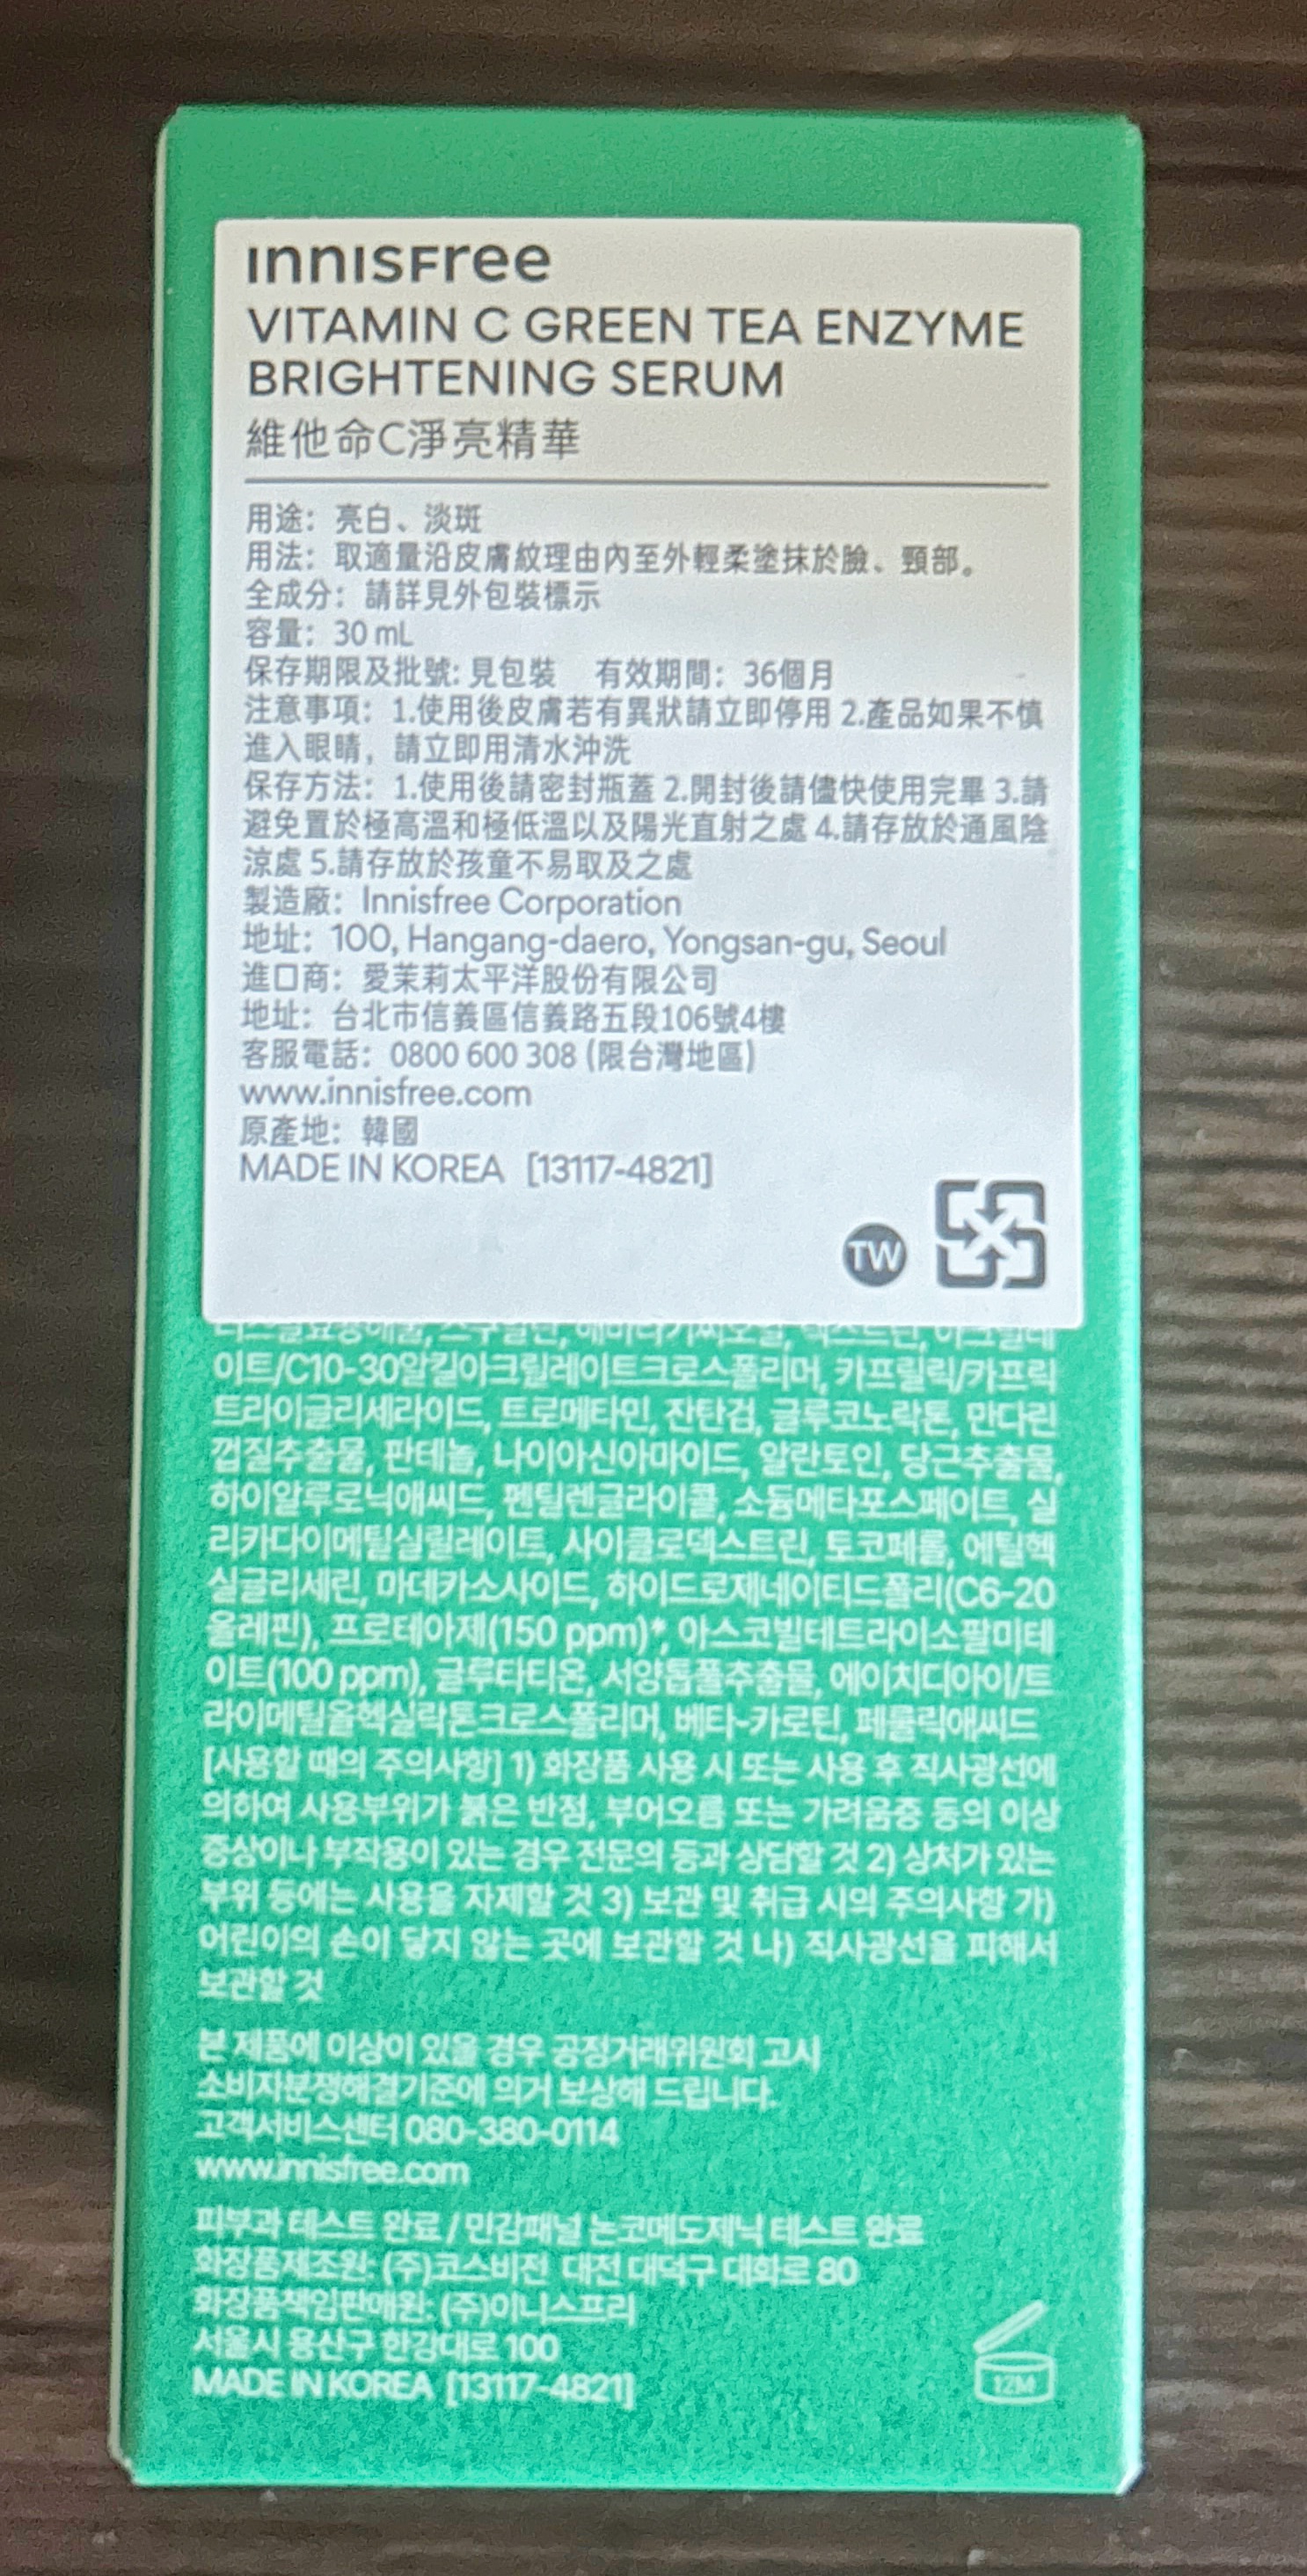 innisfree
VITAMIN C GREEN TEA ENZYME
BRIGHTENING SERUM
維他命C淨亮精華
用途：亮白、淡斑
用法：取適量沿皮膚紋理由內至外輕柔塗抹於臉、頸部。
全成分：請詳見外包裝標示
容量：30 mL
保存期限及批號: 見包裝 有效期間：36個月
注意事項：1.使用後皮膚若有異狀請立即停用 2.產品如果不慎
進入眼睛，請立即用清水沖洗
保存方法：1.使用後請密封瓶蓋 2.開封後請儘快使用完畢 3.請
避免置於極高溫和極低溫以及陽光直射之處 4.請存放於通風陰
涼處 5.請存放於孩童不易取及之處
製造廠：Innisfree Corporation
地址：100, Hangang-daero, Yongsan-gu, Seoul
進口商：愛茉莉太平洋股份有限公司
地址：台北市信義區信義路五段106號4樓
客服電話：0800 600 308 (限台灣地區)
www.innisfree.com
原產地：韓國
MADE IN KOREA [13117-4821]
TW
이트/C10-30알킬아크릴레이트크로스폴리머, 카프릴릭/카프릭
트라이글리세라이드, 트로메타민, 잔탄검, 글루코노락톤, 만다린
껍질추출물, 판테놀, 나이아신아마이드, 알란토인, 당근추출물,
하이알루로닉애씨드, 펜틸렌글라이콜, 소듐메타포스페이트, 실
리카다이메틸실릴레이트, 사이클로덱스트린, 토코페롤, 에틸헥
실글리세린, 마데카소사이드, 하이드로제네이티드폴리(C6-20
올레핀), 프로테아제(150 ppm)*, 아스코빌테트라이소팔미테
이트(100 ppm), 글루타티온, 서양톱풀추출물, 에이치디아이/트
라이메틸올헥실락톤크로스폴리머, 베타-카로틴, 페룰릭애씨드
[사용할 때의 주의사항] 1) 화장품 사용 시 또는 사용 후 직사광선에
의하여 사용부위가 붉은 반점, 부어오름 또는 가려움증 등의 이상
증상이나 부작용이 있는 경우 전문의 등과 상담할 것 2) 상처가 있는
부위 등에는 사용을 자제할 것 3) 보관 및 취급 시의 주의사항 가)
어린이의 손이 닿지 않는 곳에 보관할 것 나) 직사광선을 피해서
보관할 것
본 제품에 이상이 있을 경우 공정거래위원회 고시
소비자분쟁해결기준에 의거 보상해 드립니다.
고객서비스센터 080-380-0114
www.innisfree.com
피부과 테스트 완료 / 민감패널 논코메도제닉 테스트 완료
화장품제조원: (주)코스비전 대전 대덕구 대화로 80
화장품책임판매원: (주)이니스프리
서울시 용산구 한강대로 100
MADE IN KOREA [13117-4821]
12M